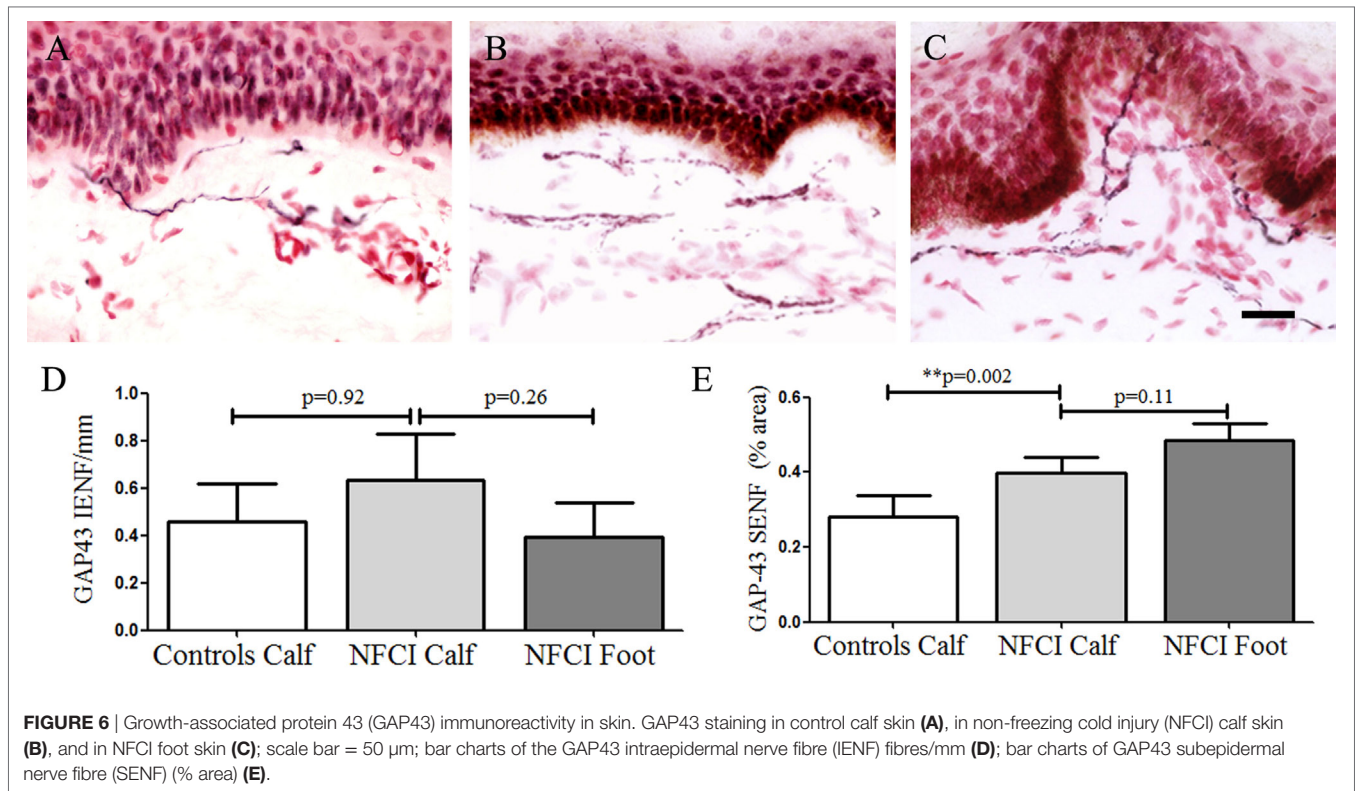 A
B
C
D
E
GAP43 IENF/mm
1.0
0.8
0.6
0.4
0.2
0.0
p=0.92
p=0.26
Controls Calf
NFCI Calf
NFCI Foot
GAP-43 SENF (% area)
0.6
0.4
0.2
0.0
**p=0.002
p=0.11
Controls Calf
NFCI Calf
NFCI Foot
FIGURE 6 | Growth-associated protein 43 (GAP43) immunoreactivity in skin. GAP43 staining in control calf skin (A), in non-freezing cold injury (NFCI) calf skin
(B), and in NFCI foot skin (C); scale bar = 50 µm; bar charts of the GAP43 intraepidermal nerve fibre (IENF) fibres/mm (D); bar charts of GAP43 subepidermal
nerve fibre (SENF) (% area) (E).